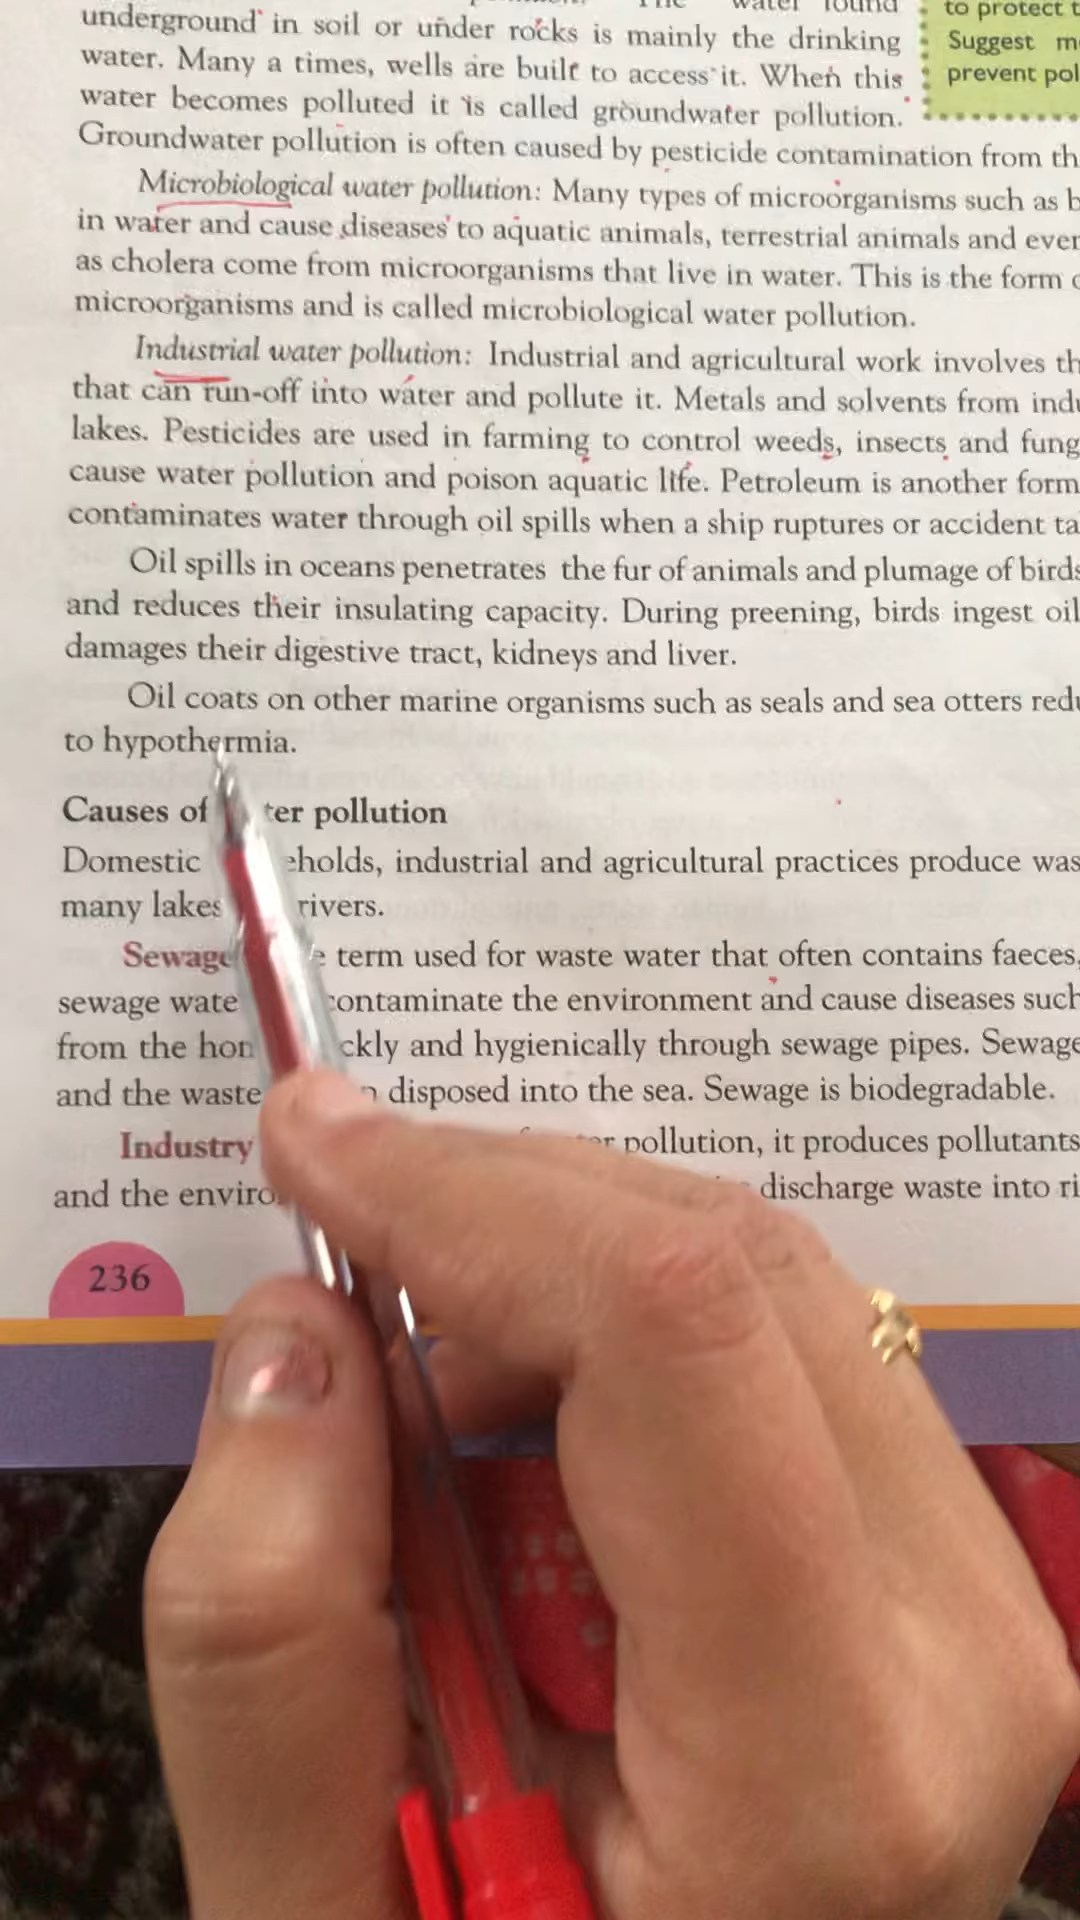 underground in soil or under rocks is mainly the drinking
water. Many a times, wells are built to access it. When this
water becomes polluted it is called groundwater pollution.
to protect
Suggest
prevent
Groundwater pollution is often caused by pesticide contamination from
Microbiological water pollution: Many types of microorganisms such as
in water and cause diseases to aquatic animals, terrestrial animals and
as cholera come from microorganisms that live in water. This is the form
microorganisms and is called microbiological water pollution.
Industrial water pollution: Industrial and agricultural work involves
that can run-off into water and pollute it. Metals and solvents from
lakes. Pesticides are used in farming to control weeds, insects and
cause water pollution and poison aquatic life. Petroleum is another form
contaminates water through oil spills when a ship ruptures or accident
Oil spills in oceans penetrates the fur of animals and plumage of birds
and reduces their insulating capacity. During preening, birds ingest oil
damages their digestive tract, kidneys and liver.
Oil coats on other marine organisms such as seals and sea otters
to hypothermia.
Causes of pollution
Domestic industrial and agricultural practices produce
many lakes rivers.
Sewage term used for waste water that often contains faeces,
sewage contaminate the environment and cause diseases such
from the and hygienically through sewage pipes. Sewage
and the waste disposed into the sea. Sewage is biodegradable.
Industry pollution, it produces pollutants
and the discharge waste into
236